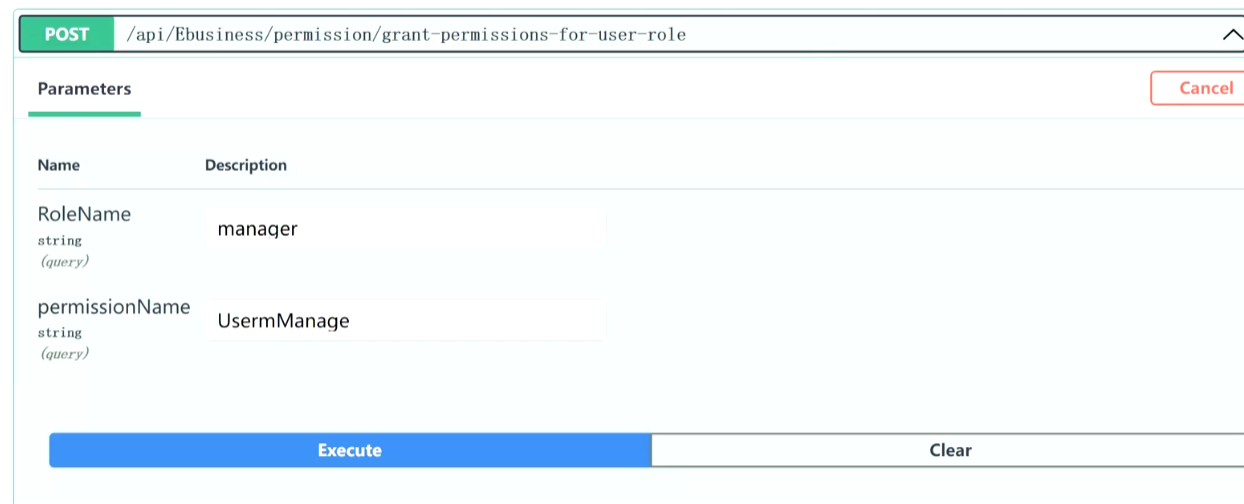 POST /api/Ebusiness/permission/grant-permissions-for-user-role
Parameters
Cancel
Name Description
RoleName
string
(query)
manager
permissionName
string
(query)
UsermManage
Execute
Clear